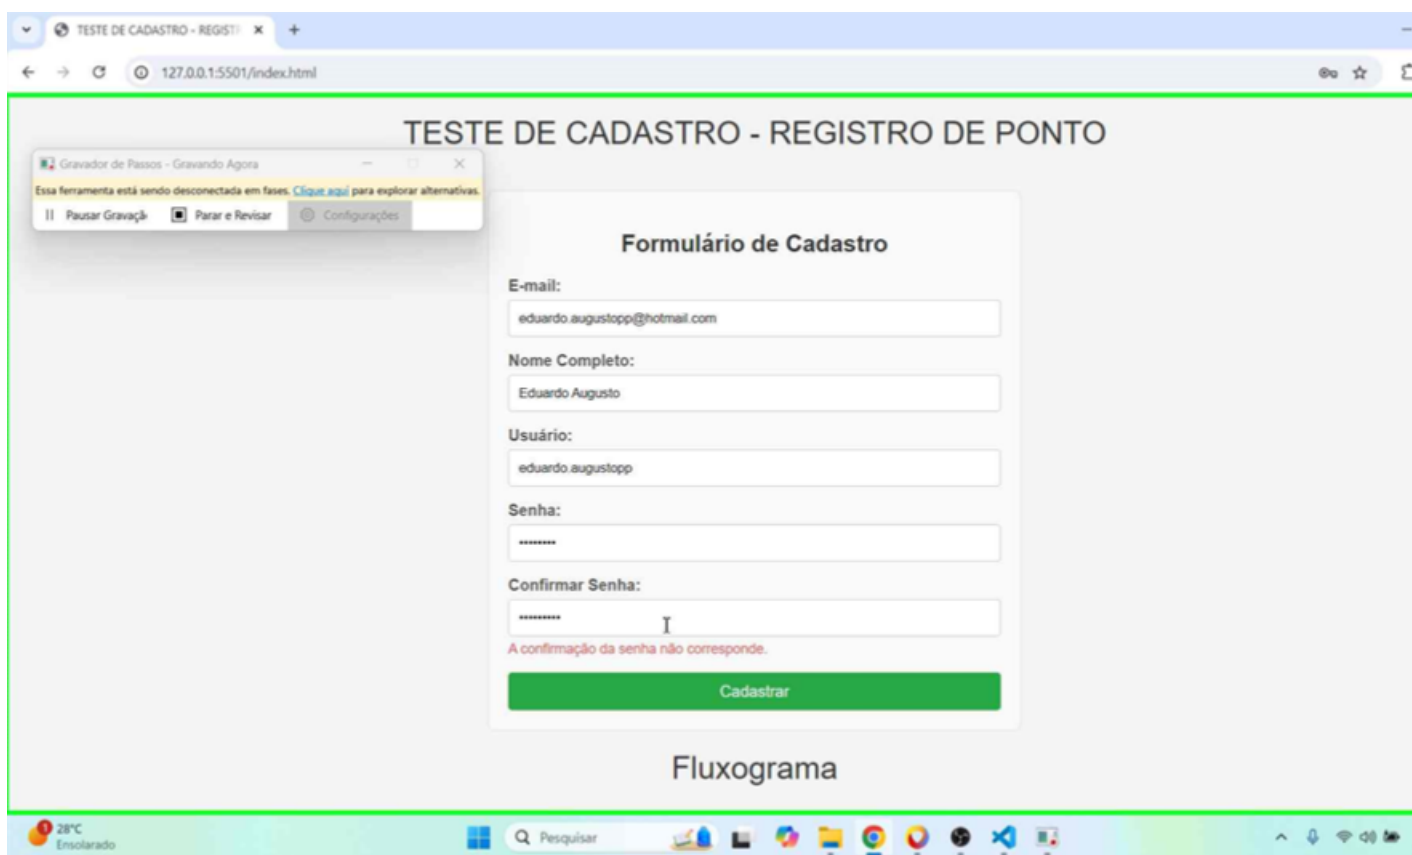 TESTE DE CADASTRO - REGISTR
127.0.0.1:5501/index.html
TESTE DE CADASTRO - REGISTRO DE PONTO
Gravador de Passos - Gravando Agora
Essa ferramenta está sendo desconectada em fases. Clique aqui para explorar alternativas.
Pausar Gravaçã Parar e Revisar Configurações
Formulário de Cadastro
E-mail:
eduardo.augustopp@hotmail.com
Nome Completo:
Eduardo Augusto
Usuário:
eduardo.augustopp
Senha:
••••••••
Confirmar Senha:
•••••••••
A confirmação da senha não corresponde.
Cadastrar
Fluxograma
1 28°C
Ensolarado
Pesquisar